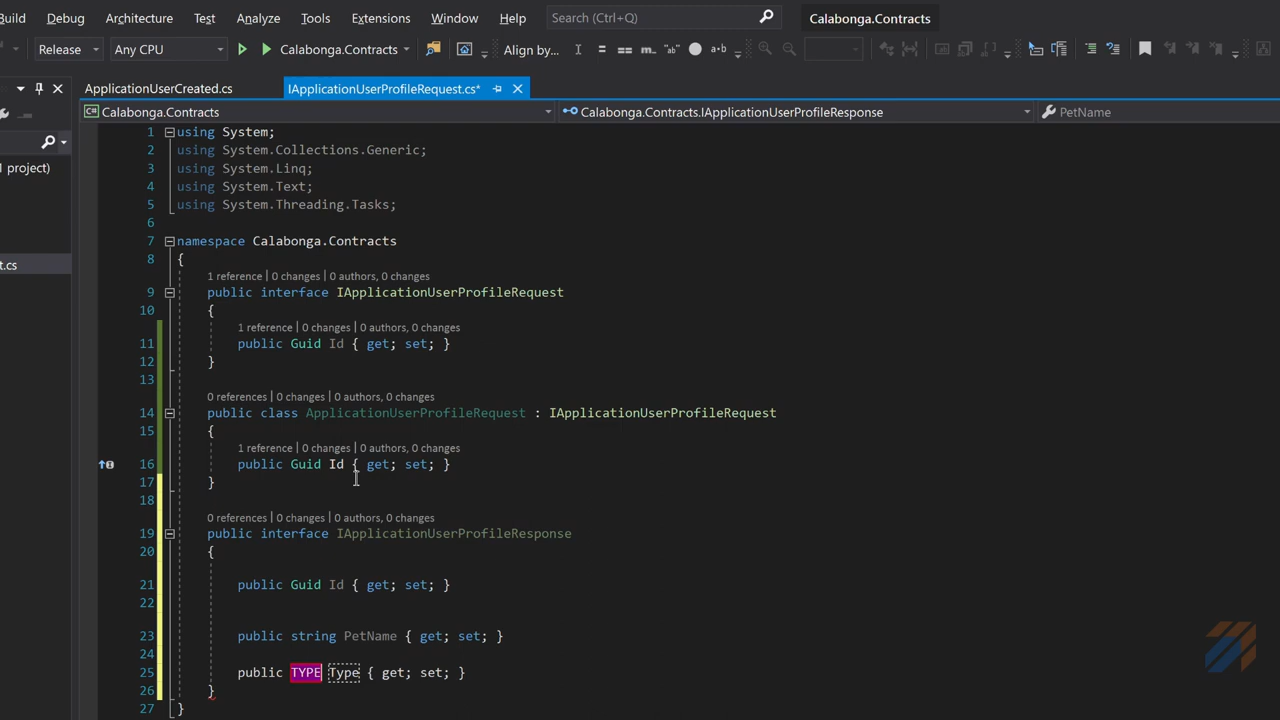 Build Debug Architecture Test Analyze Tools Extensions Window Help Search (Ctrl+Q) Calabonga.Contracts
Release Any CPU Calabonga.Contracts Align by...
ApplicationUserCreated.cs IApplicationUserProfileRequest.cs*
Calabonga.Contracts Calabonga.Contracts.IApplicationUserProfileResponse PetName
1 project)
t.cs
1 using System;
2 using System.Collections.Generic;
3 using System.Linq;
4 using System.Text;
5 using System.Threading.Tasks;
6
7 namespace Calabonga.Contracts
8 {
1 reference | 0 changes | 0 authors, 0 changes
9 public interface IApplicationUserProfileRequest
10 {
1 reference | 0 changes | 0 authors, 0 changes
11 public Guid Id { get; set; }
12 }
13
0 references | 0 changes | 0 authors, 0 changes
14 public class ApplicationUserProfileRequest : IApplicationUserProfileRequest
15 {
1 reference | 0 changes | 0 authors, 0 changes
16 public Guid Id { get; set; }
17 }
18
0 references | 0 changes | 0 authors, 0 changes
19 public interface IApplicationUserProfileResponse
20 {
21 public Guid Id { get; set; }
22
23 public string PetName { get; set; }
24
25 public TYPE Type { get; set; }
26 }
27 }